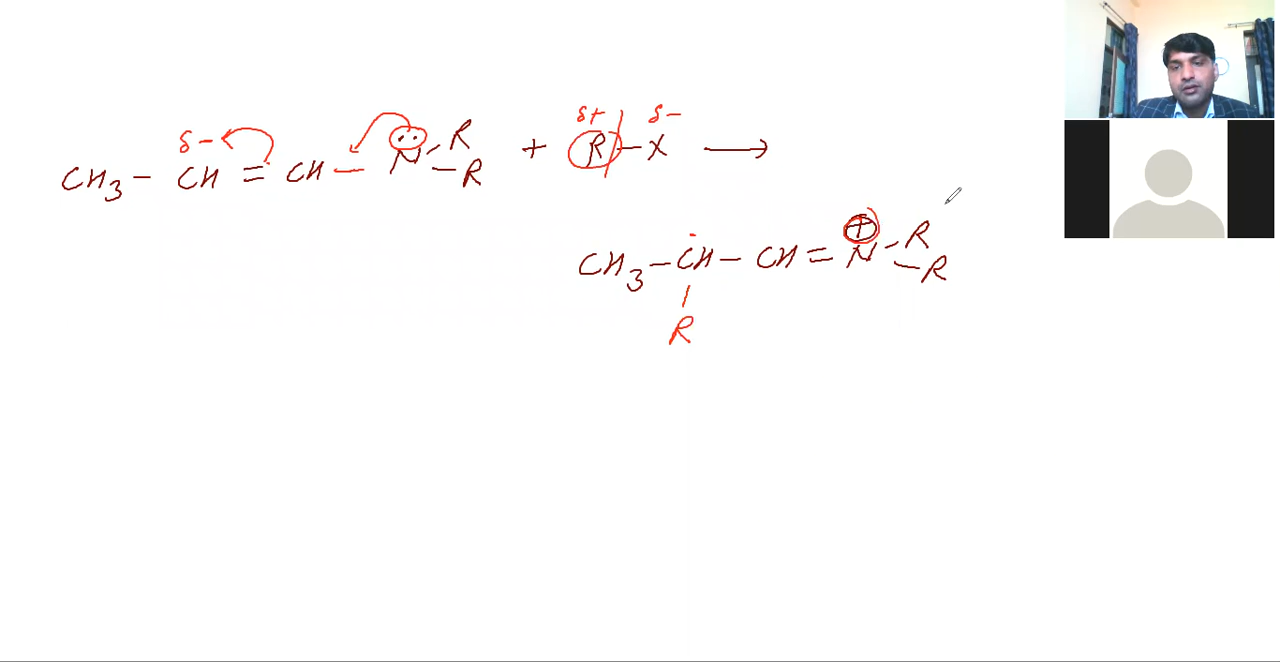 δ- δ+ δ-
CH3 - CH = CH - N̈ - R - R + R - X ⟶
⊕
CH3 - CH - CH = N - R - R
R